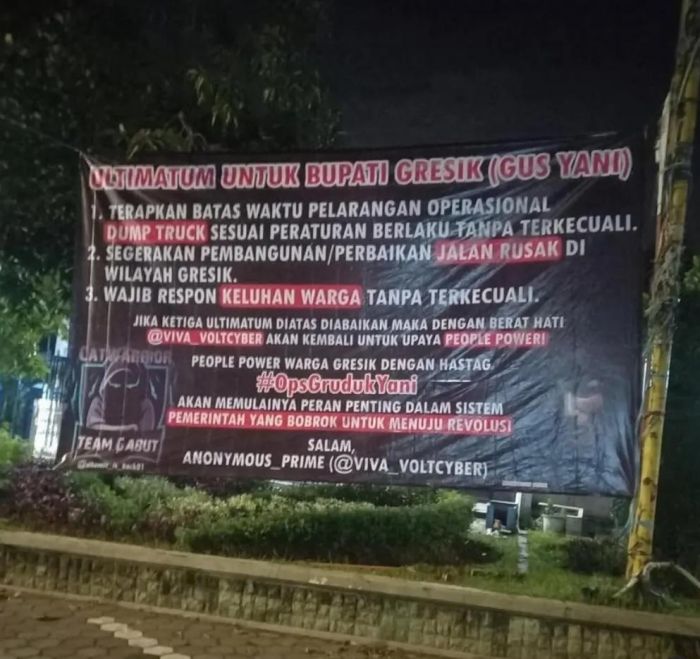 ULTIMATUM UNTUK BUPATI GRESIK (GUS YANI)
1. TERAPKAN BATAS WAKTU PELARANGAN OPERASIONAL
DUMP TRUCK SESUAI PERATURAN BERLAKU TANPA TERKECUALI.
2. SEGERAKAN PEMBANGUNAN/PERBAIKAN JALAN RUSAK DI
WILAYAH GRESIK.
3. WAJIB RESPON KELUHAN WARGA TANPA TERKECUALI.
JIKA KETIGA ULTIMATUM DIATAS DIABAIKAN MAKA DENGAN BERAT HATI
@VIVA_VOLTCYBER AKAN KEMBALI UNTUK UPAYA PEOPLE POWER!
PEOPLE POWER WARGA GRESIK DENGAN HASTAG.
#OpsGrudukYani
AKAN MEMULAINYA PERAN PENTING DALAM SISTEM
PEMERINTAH YANG BOBROK UNTUK MENUJU REVOLUSI
SALAM,
ANONYMOUS_PRIME (@VIVA_VOLTCYBER)
CATWARRIOR
TEAM GABUT